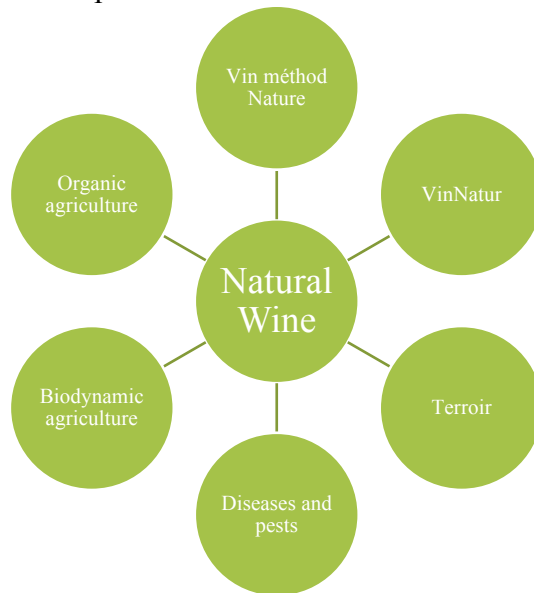 Vin méthod
Nature
Organic
agriculture
VinNatur
Natural
Wine
Biodynamic
agriculture
Terroir
Diseases and
pests